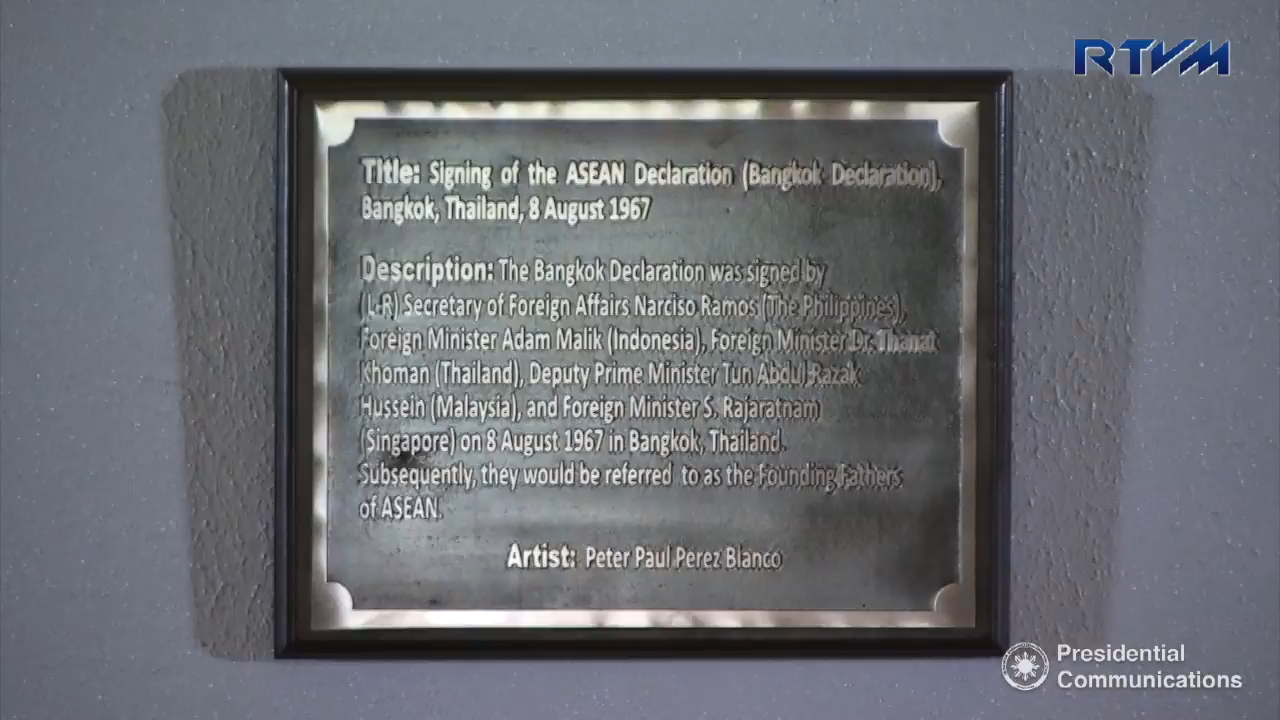 RTVM
Title: Signing of the ASEAN Declaration (Bangkok Declaration),
Bangkok, Thailand, 8 August 1967
Description: The Bangkok Declaration was signed by
(L-R) Secretary of Foreign Affairs Narciso Ramos (The Philippines),
Foreign Minister Adam Malik (Indonesia), Foreign Minister Dr. Thanat
Khoman (Thailand), Deputy Prime Minister Tun Abdul Razak
Hussein (Malaysia), and Foreign Minister S. Rajaratnam
(Singapore) on 8 August 1967 in Bangkok, Thailand.
Subsequently, they would be referred to as the Founding Fathers
of ASEAN.
Artist: Peter Paul Perez Blanco
Presidential
Communications